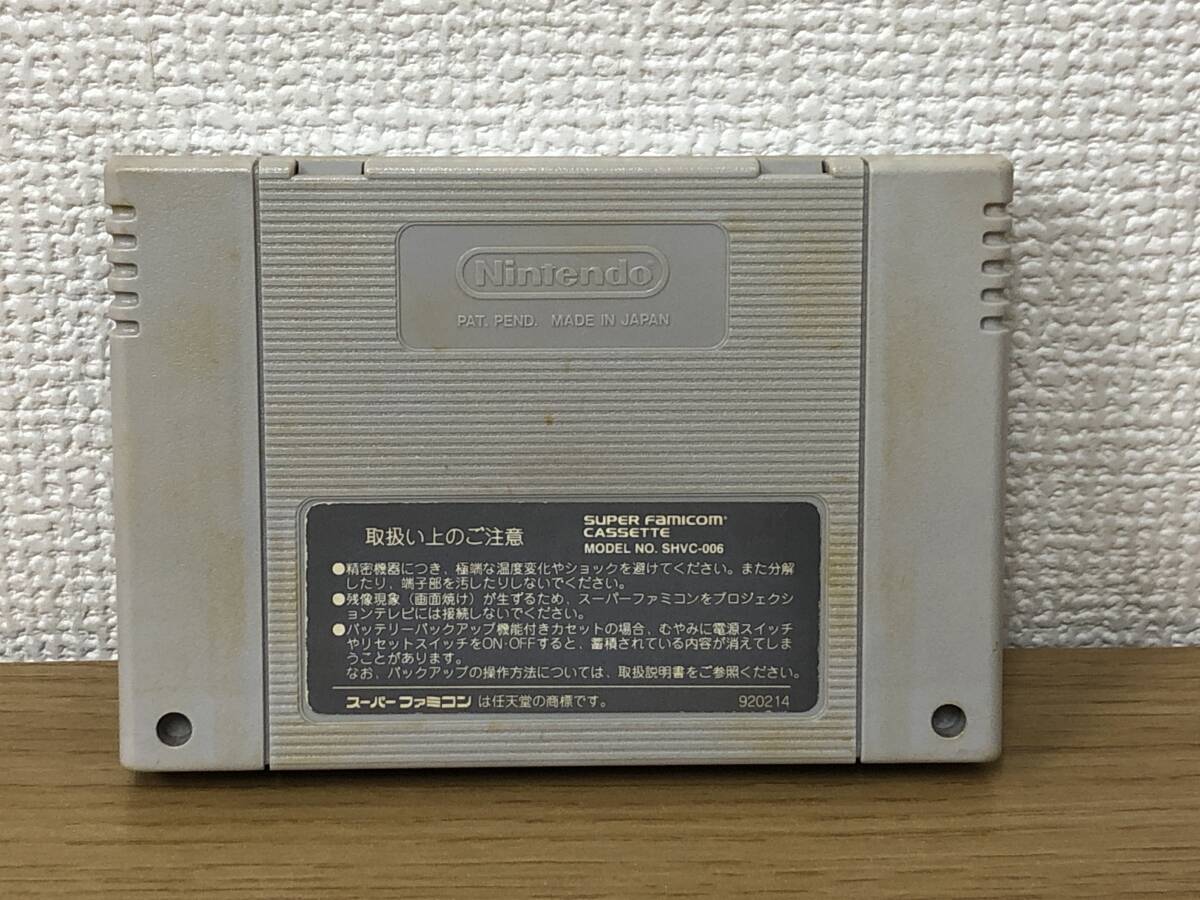 Nintendo®
PAT. PEND. MADE IN JAPAN
取扱い上のご注意
SUPER FAMICOM
CASSETTE
MODEL NO. SHVC-006
●精密機器につき、極端な温度変化やショックを避けてください。また分解
したり、端子部を汚したりしないでください。
●残像現象（画面焼け）が生ずるため、スーパーファミコンをプロジェクシ
ョンテレビには接続しないでください。
●バッテリーバックアップ機能付きカセットの場合、むやみに電源スイッチ
やリセットスイッチをON·OFFすると、蓄積されている内容が消えてしま
うことがあります。
なお、バックアップの操作方法については、取扱説明書をご参照ください。
スーパーファミコンは任天堂の商標です。 920214